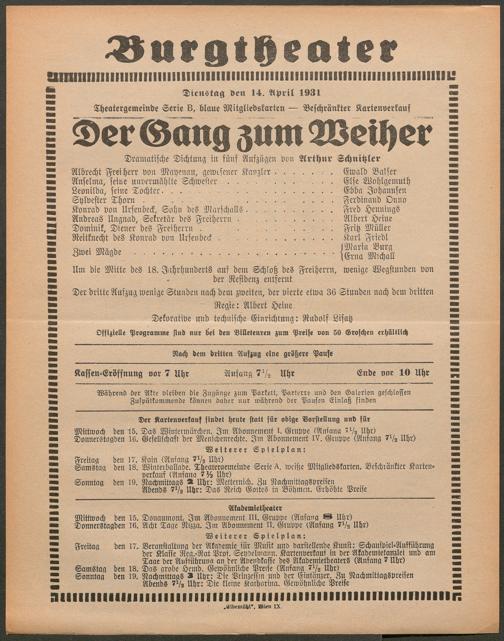 Burgtheater
Dienstag den 14. April 1931
Theatergemeinde Serie B, blaue Mitgliedskarten — Beschränkter Kartenverkauf
Der Gang zum Weiher
Dramatische Dichtung in fünf Aufzügen von Arthur Schnitzler
Albrecht Freiherr von Mayenau, gewesener Kanzler . . . . . . . Ewald Balser
Anselma, seine unvermählte Schwester . . . . . . . Else Wohlgemuth
Leonilda, seine Tochter . . . . . . . Ebba Johannsen
Sylvester Thorn . . . . . . . Ferdinand Onno
Konrad von Ursenbeck, Sohn des Marschalls . . . . . . . Fred Hennings
Andreas Ungnad, Sekretär des Freiherrn . . . . . . . Albert Heine
Dominik, Diener des Freiherrn . . . . . . . Fritz Müller
Reitknecht des Konrad von Ursenbeck . . . . . . . Karl Friedl
Zwei Mägde . . . . . . . {Maria Burg
{Erna Michall
Um die Mitte des 18. Jahrhunderts auf dem Schloß des Freiherrn, wenige Wegstunden von
der Residenz entfernt
Der dritte Aufzug wenige Stunden nach dem zweiten, der vierte etwa 36 Stunden nach dem dritten
Regie: Albert Heine
Dekorative und technische Einrichtung: Rudolf Lisatz
Offizielle Programme sind nur bei den Billeteuren zum Preise von 50 Groschen erhältlich
Nach dem dritten Aufzug eine größere Pause
Kassen-Eröffnung vor 7 Uhr Anfang 7½ Uhr Ende vor 10 Uhr
Während der Akte bleiben die Zugänge zum Parkett, Parterre und den Galerien geschlossen
Zuspätkommende können daher nur während der Pausen Einlaß finden
Der Kartenverkauf findet heute statt für obige Vorstellung und für
Mittwoch den 15. Das Wintermärchen. Im Abonnement I. Gruppe (Anfang 7½ Uhr)
Donnerstag den 16. Gesellschaft der Menschenrechte. Im Abonnement IV. Gruppe (Anfang 7½ Uhr)
Weiterer Spielplan:
Freitag den 17. Kain (Anfang 7½ Uhr)
Samstag den 18. Winterballade. Theatergemeinde Serie A, weiße Mitgliedskarten. Beschränkter Karten-
verkauf (Anfang 7½ Uhr)
Sonntag den 19. Nachmittags Uhr: Metternich. Zu Nachmittagspreisen
Abends 7½ Uhr: Das Reich Gottes in Böhmen. Erhöhte Preise
Akademietheater
Mittwoch den 15. Donaumont. Im Abonnement III. Gruppe (Anfang 8 Uhr)
Donnerstag den 16. Acht Tage Nizza. Im Abonnement II. Gruppe (Anfang 7½ Uhr)
Weiterer Spielplan:
Freitag den 17. Veranstaltung der Akademie für Musik und darstellende Kunst: Schauspiel-Aufführung
der Klasse Reg.-Rat Prof. Seydelmann. Kartenverkauf in der Akademiekanzlei und am
Tage der Aufführung an der Abendkasse des Akademietheaters (Anfang 7 Uhr)
Samstag den 18. Das grobe Hemd. Gewöhnliche Preise (Anfang 7½ Uhr)
Sonntag den 19. Nachmittags 3 Uhr: Die Prinzessin und der Eintänzer. Zu Nachmittagspreisen
Abends 7½ Uhr: Die kleine Katharina. Gewöhnliche Preise
„Elbemühl“, Wien IX.